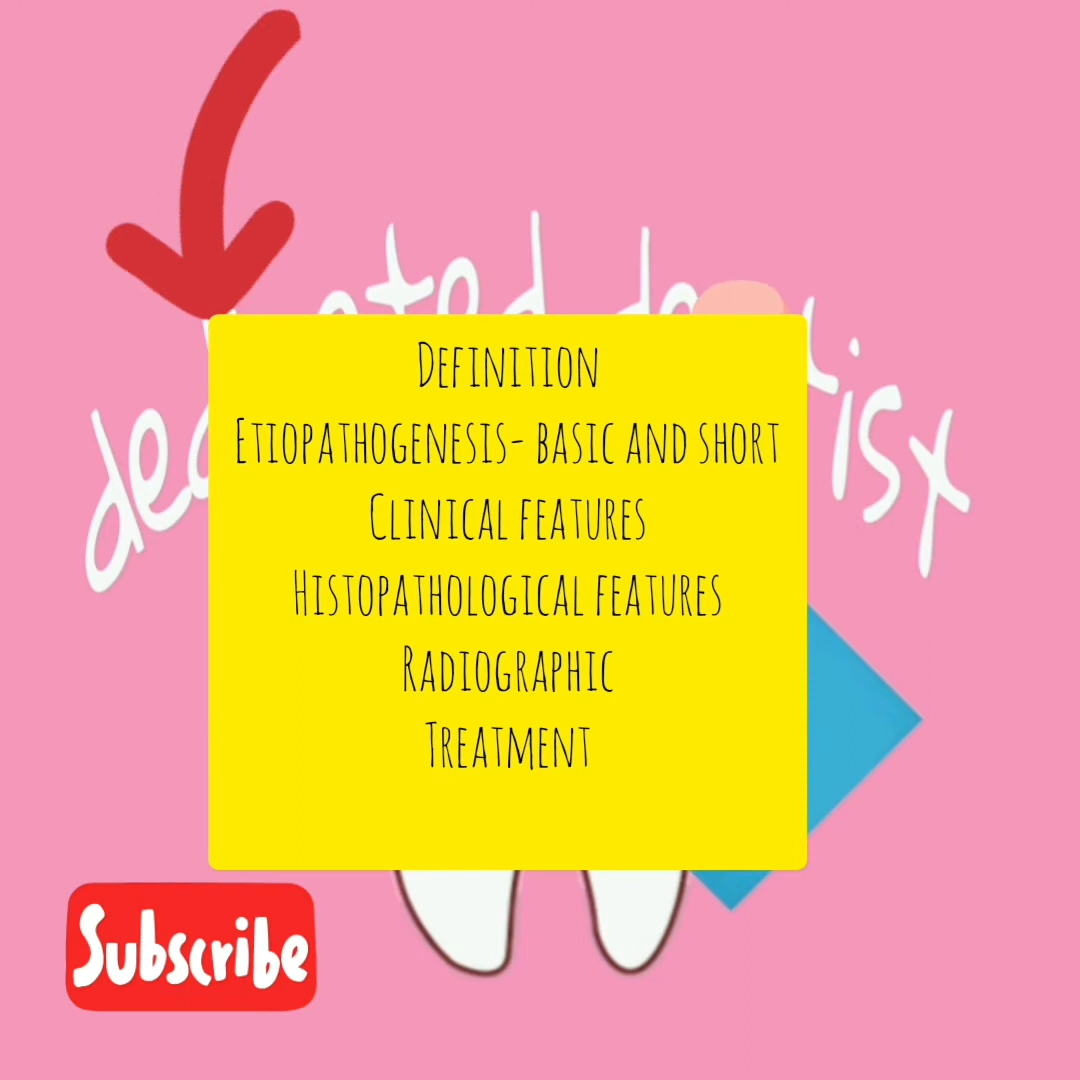 Definition
Etiopathogenesis- basic and short
Clinical features
Histopathological features
Radiographic
Treatment
Subscribe